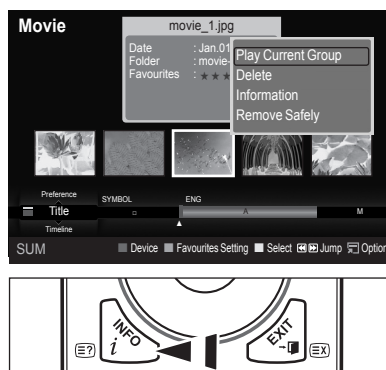 Movie
movie_1.jpg
Date : Jan.01
Folder : movie-
Favourites : ★ ★ ★
Play Current Group
Delete
Information
Remove Safely
Preference
Title
Timeline
SYMBOL ENG
A M
SUM Device Favourites Setting Select Jump Option
INFO
i
EXIT